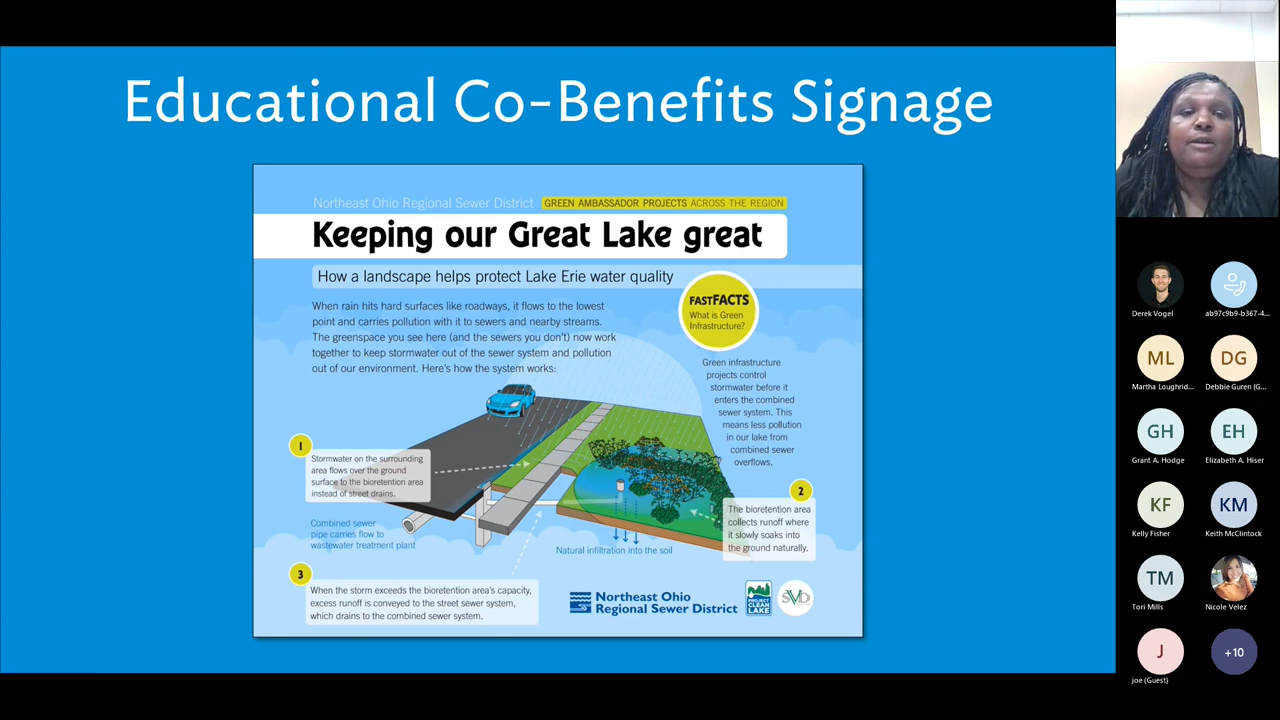 Educational Co-Benefits Signage
Northeast Ohio Regional Sewer District GREEN AMBASSADOR PROJECTS ACROSS THE REGION
Keeping our Great Lake great
How a landscape helps protect Lake Erie water quality
When rain hits hard surfaces like roadways, it flows to the lowest
point and carries pollution with it to sewers and nearby streams.
The greenspace you see here (and the sewers you don't) now work
together to keep stormwater out of the sewer system and pollution
out of our environment. Here's how the system works:
FASTFACTS
What is Green
Infrastructure?
Green infrastructure
projects control
stormwater before it
enters the combined
sewer system. This
means less pollution
in our lake from
combined sewer
overflows.
1
Stormwater on the surrounding
area flows over the ground
surface to the bioretention area
instead of street drains.
Combined sewer
pipe carries flow to
wastewater treatment plant
2
The bioretention area
collects runoff where
it slowly soaks into
the ground naturally.
Natural infiltration into the soil
3
When the storm exceeds the bioretention area's capacity,
excess runoff is conveyed to the street sewer system,
which drains to the combined sewer system.
Northeast Ohio
Regional Sewer District
PROJECT
CLEAN
LAKE
SVD
Derek Vogel
ab97c9b9-b367-4...
ML
Martha Loughrid...
DG
Debbie Guren (G...
GH
Grant A. Hodge
EH
Elizabeth A. Hiser
KF
Kelly Fisher
KM
Keith McClintock
TM
Tori Mills
Nicole Velez
J
joe (Guest)
+10